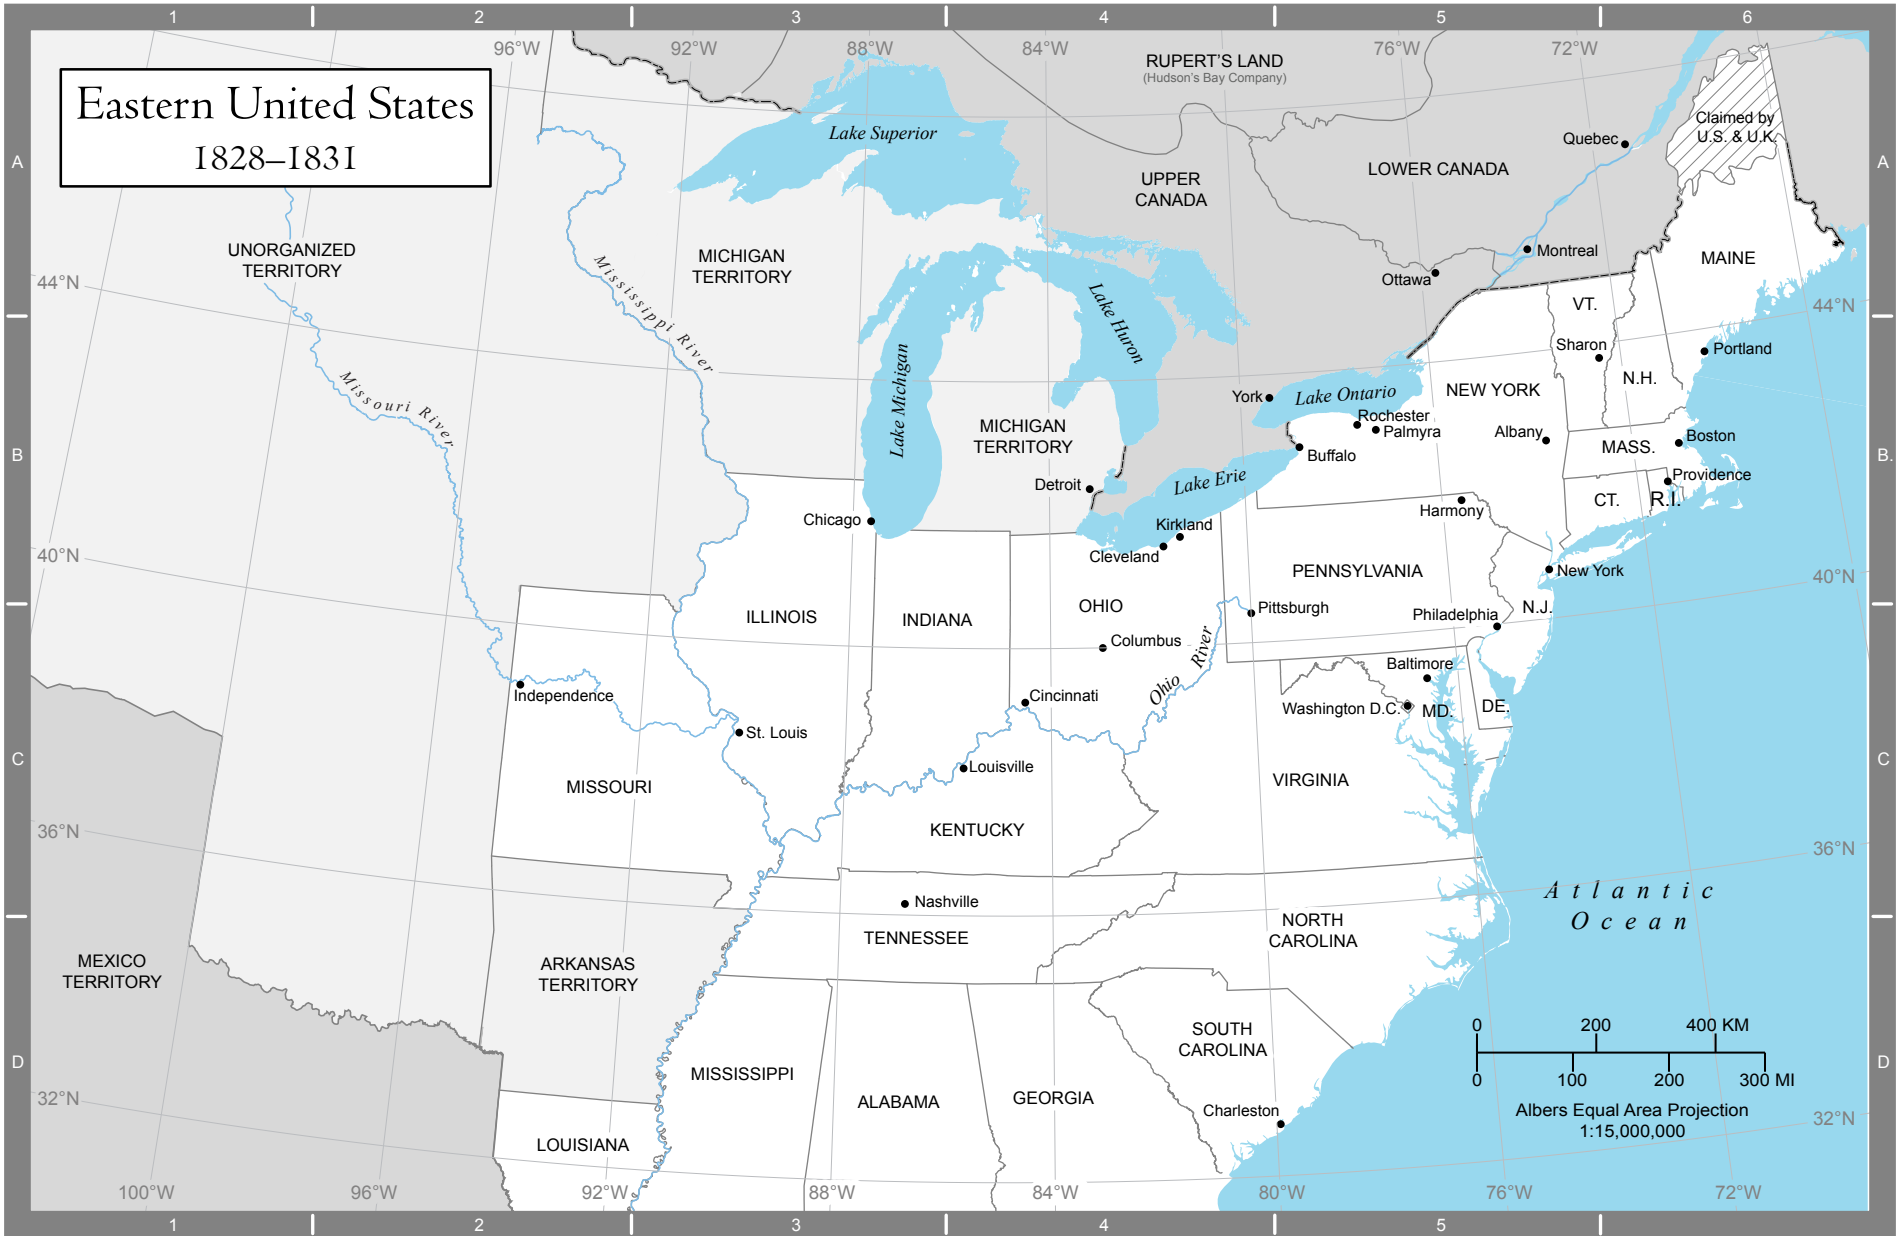 1
2
3
4
5
6
96°W
92°W
88°W
84°W
76°W
72°W
RUPERT'S LAND
(Hudson's Bay Company)
Eastern United States
1828–1831
Lake Superior
Claimed by
U.S. & U.K.
Quebec
A
A
LOWER CANADA
UPPER
CANADA
UNORGANIZED
TERRITORY
MICHIGAN
TERRITORY
Montreal
MAINE
Ottawa
44°N
44°N
Mississippi River
Lake Huron
VT.
Sharon
Portland
Lake Michigan
N.H.
NEW YORK
York
Lake Ontario
Missouri River
Rochester
Palmyra
MICHIGAN
TERRITORY
Albany
Boston
MASS.
B
B.
Buffalo
Providence
Detroit
Lake Erie
CT.
R.I.
Harmony
Chicago
Kirkland
Cleveland
40°N
PENNSYLVANIA
New York
40°N
ILLINOIS
INDIANA
OHIO
Pittsburgh
Philadelphia
N.J.
Columbus
Ohio River
Baltimore
Independence
Cincinnati
Washington D.C.
MD.
DE.
St. Louis
C
C
Louisville
MISSOURI
VIRGINIA
36°N
KENTUCKY
36°N
Atlantic
Ocean
Nashville
NORTH
CAROLINA
TENNESSEE
MEXICO
TERRITORY
ARKANSAS
TERRITORY
SOUTH
CAROLINA
0
200
400 KM
D
D
MISSISSIPPI
0
100
200
300 MI
32°N
ALABAMA
GEORGIA
Charleston
Albers Equal Area Projection
1:15,000,000
32°N
LOUISIANA
100°W
96°W
92°W
88°W
84°W
80°W
76°W
72°W
1
2
3
4
5
6